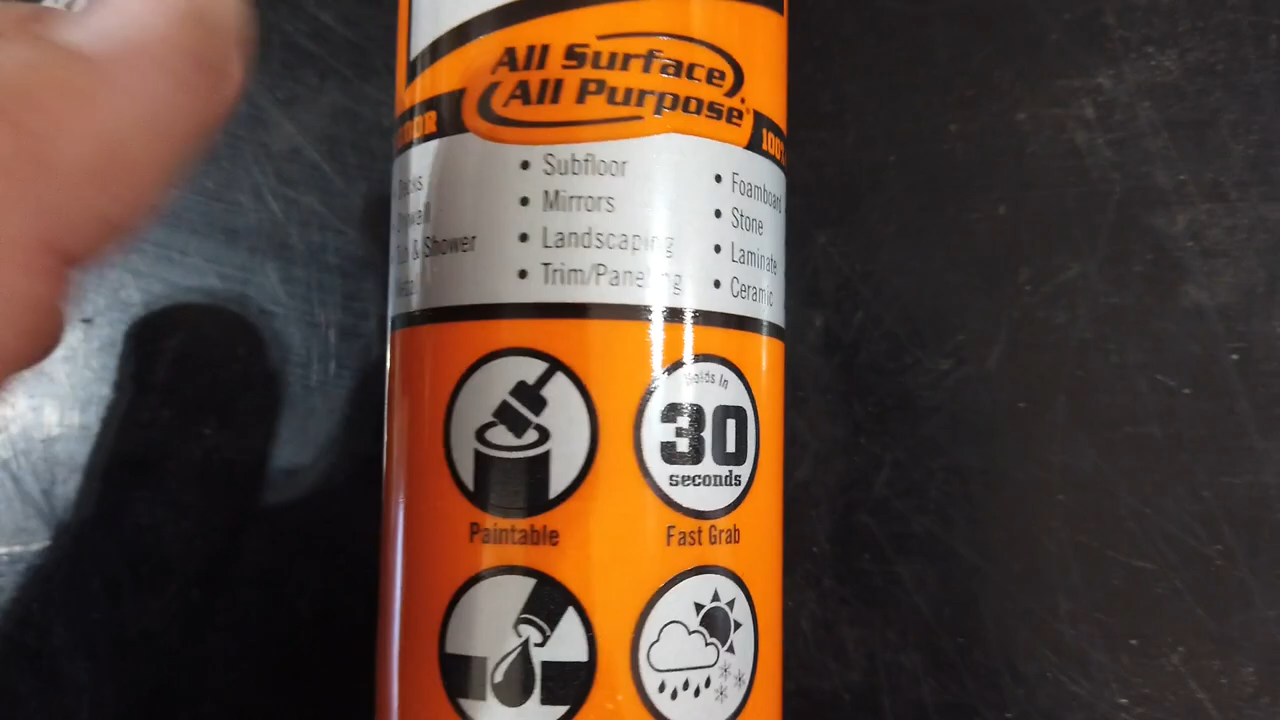 All Surface
All Purpose
• Subfloor
• Mirrors
• Landscaping
• Trim/Paneling
• Foamboard
• Stone
• Laminate
• Ceramic
Decks
Drywall
Tub & Shower
Holds In
30
seconds
Paintable
Fast Grab